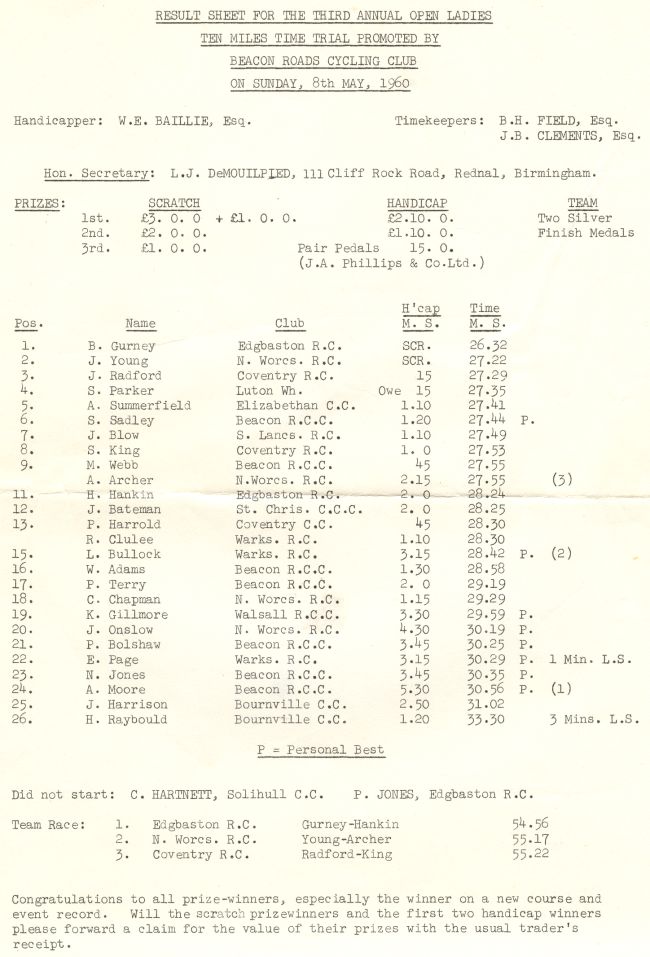 RESULT SHEET FOR THE THIRD ANNUAL OPEN LADIES
TEN MILES TIME TRIAL PROMOTED BY
BEACON ROADS CYCLING CLUB
ON SUNDAY, 8th MAY, 1960
Handicapper: W.E. BAILLIE, Esq. Timekeepers: B.H. FIELD, Esq.
J.B. CLEMENTS, Esq.
Hon. Secretary: L.J. DeMOUILPIED, 111 Cliff Rock Road, Rednal, Birmingham.
PRIZES: SCRATCH HANDICAP TEAM
1st. £3. 0. 0 + £1. 0. 0. £2.10. 0. Two Silver
2nd. £2. 0. 0. £1.10. 0. Finish Medals
3rd. £1. 0. 0. Pair Pedals 15. 0.
(J.A. Phillips & Co.Ltd.)
H'cap Time
Pos. Name Club M. S. M. S.
1. B. Gurney Edgbaston R.C. SCR. 26.32
2. J. Young N. Worcs. R.C. SCR. 27.22
3. J. Radford Coventry R.C. 15 27.29
4. S. Parker Luton Wh. Owe 15 27.35
5. A. Summerfield Elizabethan C.C. 1.10 27.41
6. S. Sadley Beacon R.C.C. 1.20 27.44 P.
7. J. Blow S. Lancs. R.C. 1.10 27.49
8. S. King Coventry R.C. 1. 0 27.53
9. M. Webb Beacon R.C.C. 45 27.55
A. Archer N.Worcs. R.C. 2.15 27.55 (3)
11. H. Hankin Edgbaston R.C. 2. 0 28.24
12. J. Bateman St. Chris. C.C.C. 2. 0 28.25
13. P. Harrold Coventry C.C. 45 28.30
R. Clulee Warks. R.C. 1.10 28.30
15. L. Bullock Warks. R.C. 3.15 28.42 P. (2)
16. W. Adams Beacon R.C.C. 1.30 28.58
17. P. Terry Beacon R.C.C. 2. 0 29.19
18. C. Chapman N. Worcs. R.C. 1.15 29.29
19. K. Gillmore Walsall R.C.C. 3.30 29.59 P.
20. J. Onslow N. Worcs. R.C. 4.30 30.19 P.
21. P. Bolshaw Beacon R.C.C. 3.45 30.25 P.
22. E. Page Warks. R.C. 3.15 30.29 P. 1 Min. L.S.
23. N. Jones Beacon R.C.C. 3.45 30.35 P.
24. A. Moore Beacon R.C.C. 5.30 30.56 P. (1)
25. J. Harrison Bournville C.C. 2.50 31.02
26. H. Raybould Bournville C.C. 1.20 33.30 3 Mins. L.S.
P = Personal Best
Did not start: C. HARTNETT, Solihull C.C. P. JONES, Edgbaston R.C.
Team Race: 1. Edgbaston R.C. Gurney-Hankin 54.56
2. N. Worcs. R.C. Young-Archer 55.17
3. Coventry R.C. Radford-King 55.22
Congratulations to all prize-winners, especially the winner on a new course and
event record. Will the scratch prizewinners and the first two handicap winners
please forward a claim for the value of their prizes with the usual trader's
receipt.